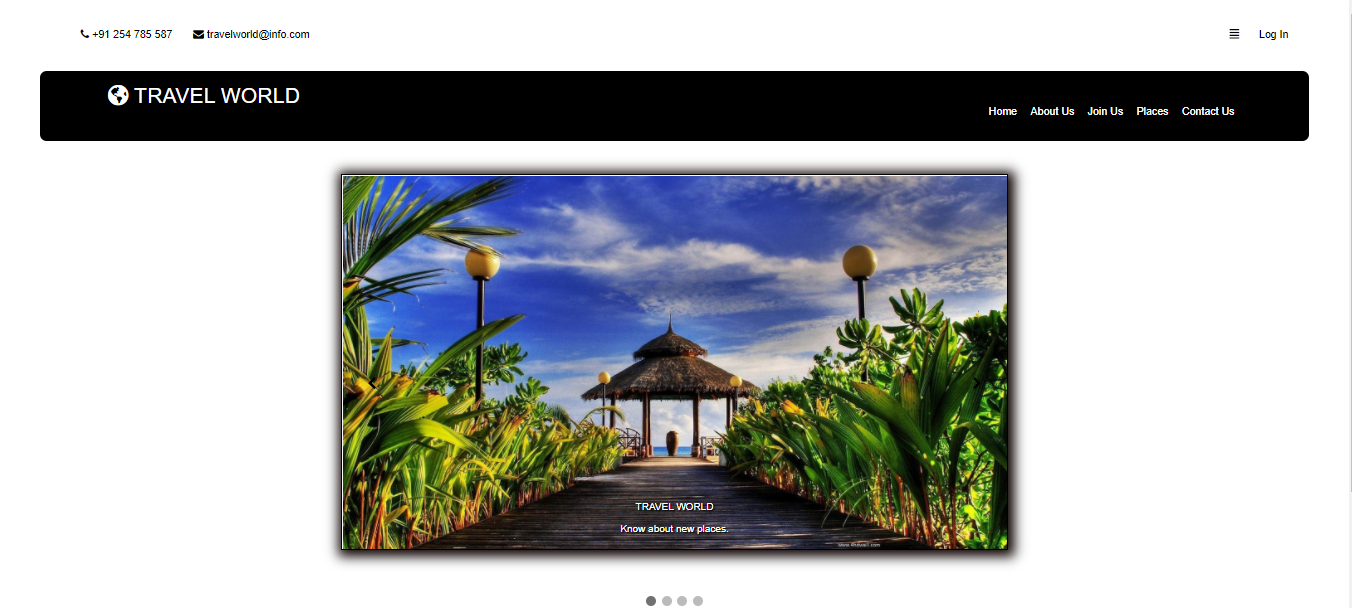 +91 254 785 587 travelworld@info.com Log In
TRAVEL WORLD
Home About Us Join Us Places Contact Us
TRAVEL WORLD
Know about new places.